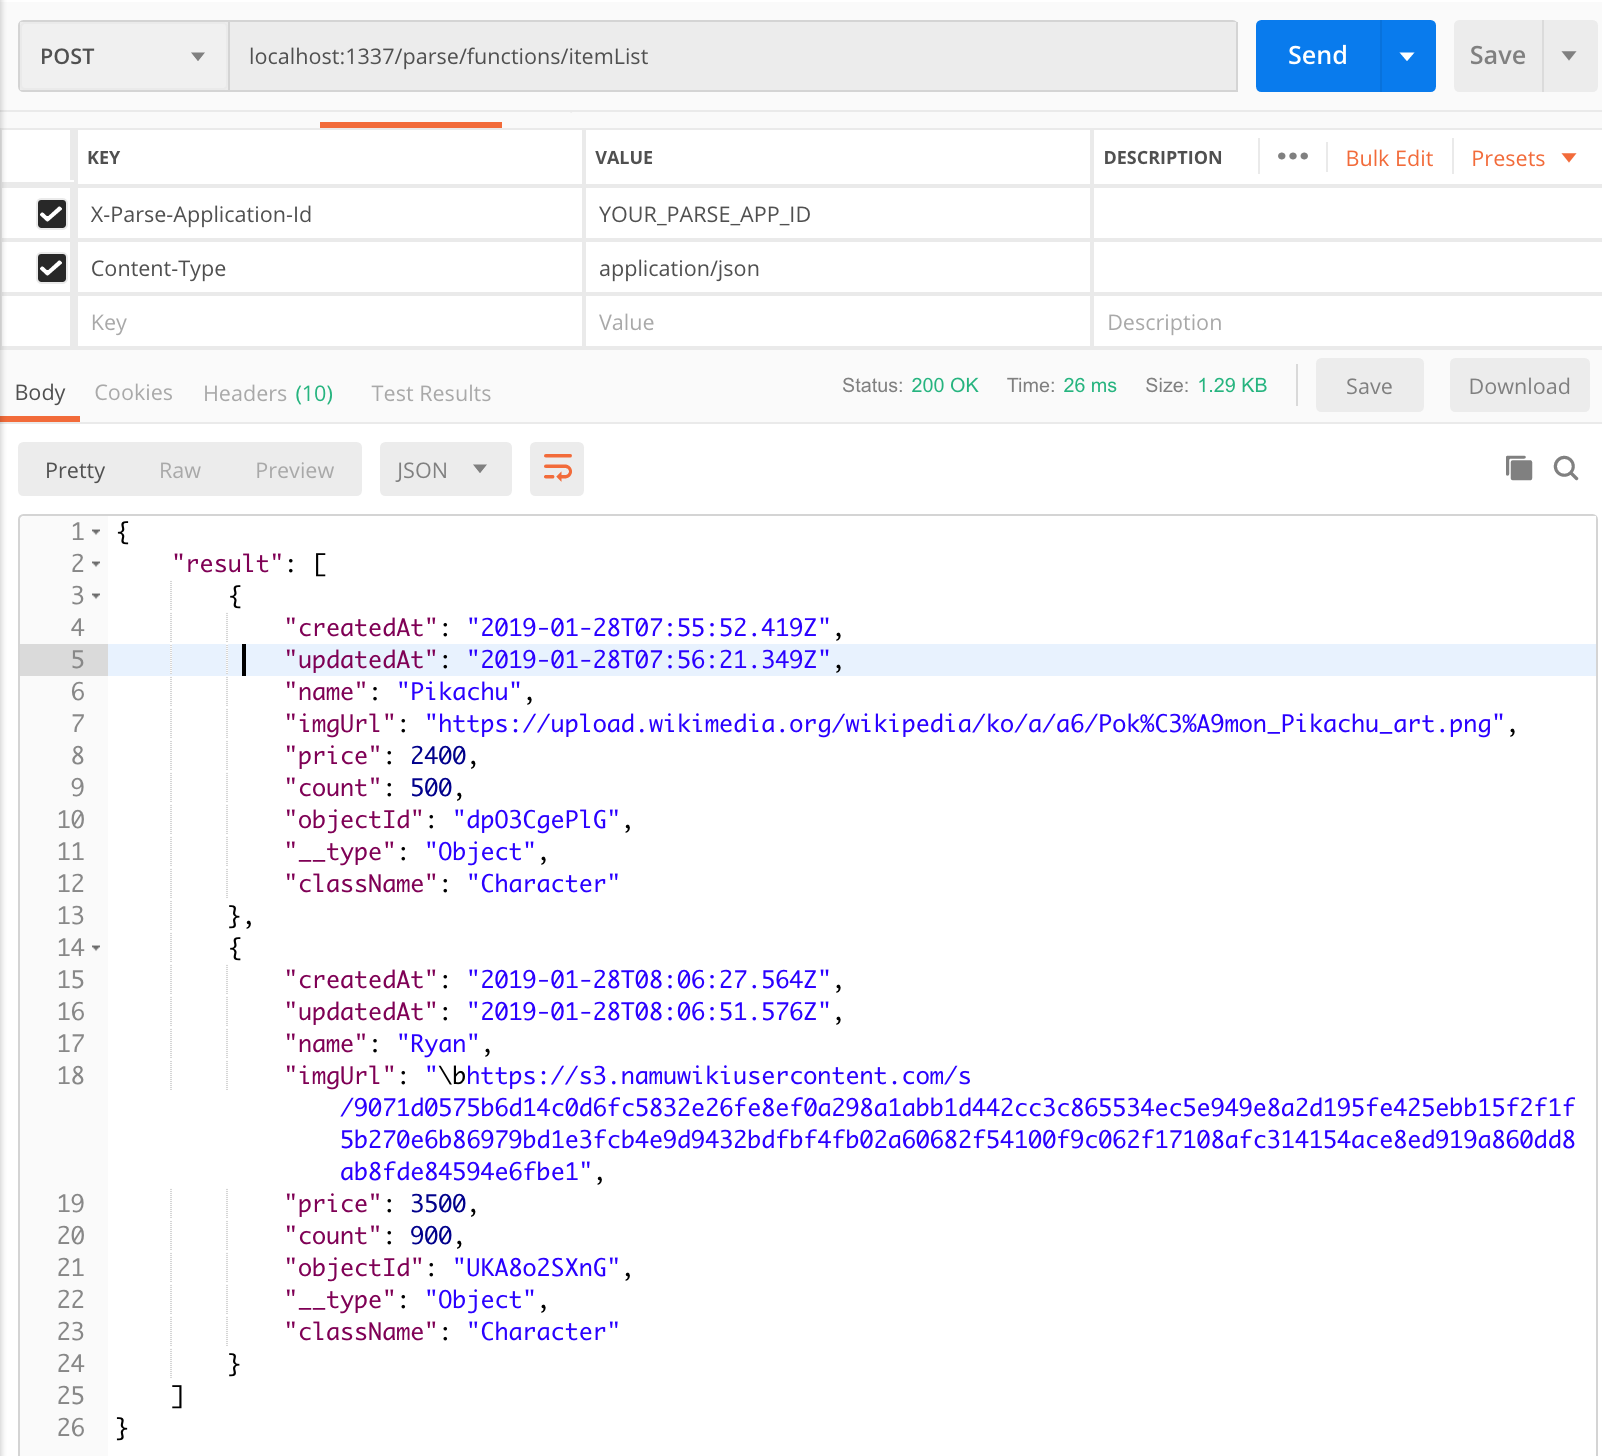 POST localhost:1337/parse/functions/itemList Send Save
KEY VALUE DESCRIPTION ••• Bulk Edit Presets
X-Parse-Application-Id YOUR_PARSE_APP_ID
Content-Type application/json
Key Value Description
Body Cookies Headers (10) Test Results Status: 200 OK Time: 26 ms Size: 1.29 KB Save Download
Pretty Raw Preview JSON
1 {
2 "result": [
3 {
4 "createdAt": "2019-01-28T07:55:52.419Z",
5 "updatedAt": "2019-01-28T07:56:21.349Z",
6 "name": "Pikachu",
7 "imgUrl": "https://upload.wikimedia.org/wikipedia/ko/a/a6/Pok%C3%A9mon_Pikachu_art.png",
8 "price": 2400,
9 "count": 500,
10 "objectId": "dpO3CgePlG",
11 "__type": "Object",
12 "className": "Character"
13 },
14 {
15 "createdAt": "2019-01-28T08:06:27.564Z",
16 "updatedAt": "2019-01-28T08:06:51.576Z",
17 "name": "Ryan",
18 "imgUrl": "\bhttps://s3.namuwikiusercontent.com/s
/9071d0575b6d14c0d6fc5832e26fe8ef0a298a1abb1d442cc3c865534ec5e949e8a2d195fe425ebb15f2f1f
5b270e6b86979bd1e3fcb4e9d9432bdfbf4fb02a60682f54100f9c062f17108afc314154ace8ed919a860dd8
ab8fde84594e6fbe1",
19 "price": 3500,
20 "count": 900,
21 "objectId": "UKA8o2SXnG",
22 "__type": "Object",
23 "className": "Character"
24 }
25 ]
26 }